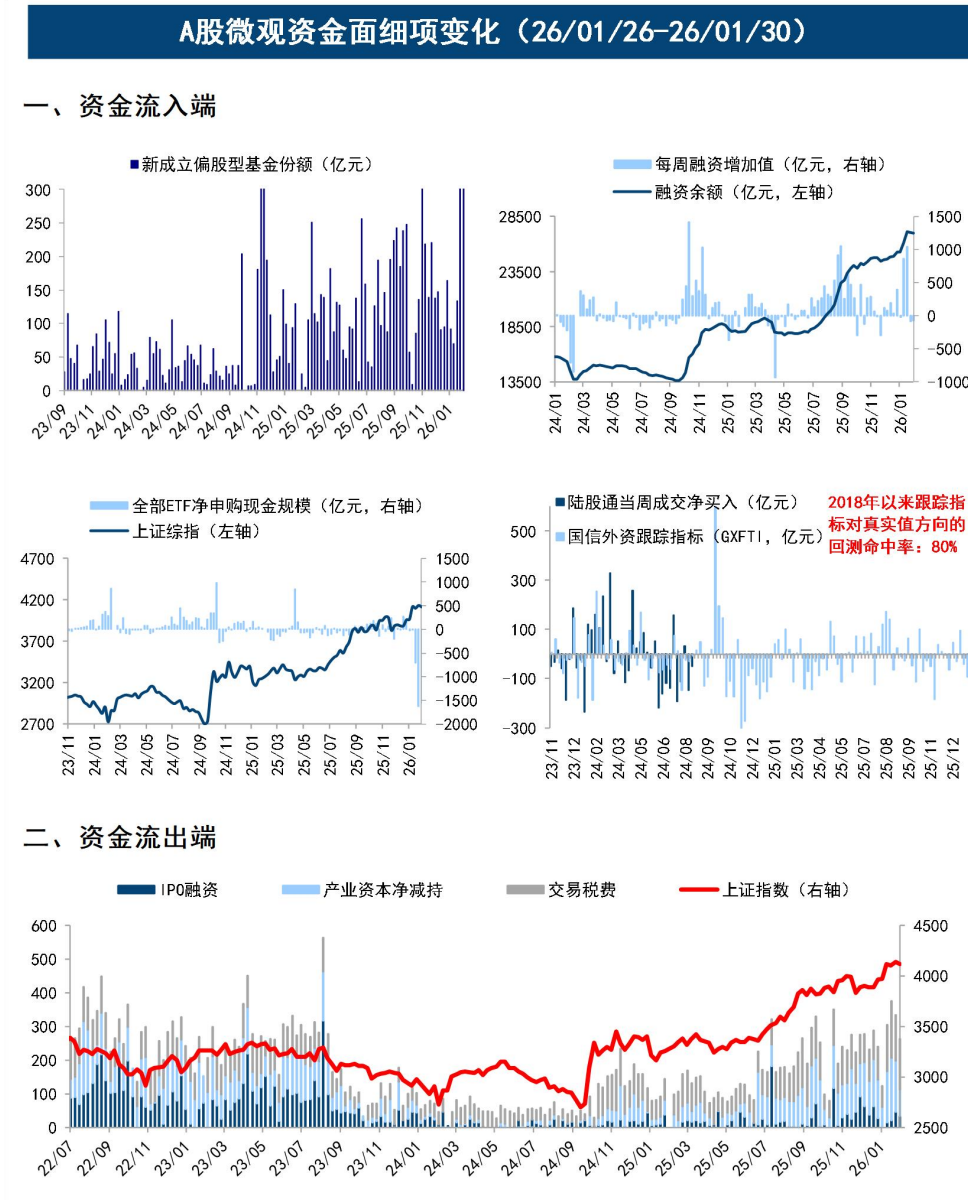 A股微观资金面细项变化（26/01/26-26/01/30）
一、资金流入端
■新成立偏股型基金份额（亿元）
300
250
200
150
100
50
0
23/09 23/11 24/01 24/03 24/05 24/07 24/09 24/11 25/01 25/03 25/05 25/07 25/09 25/11 26/01
每周融资增加值（亿元，右轴）
融资余额（亿元，左轴）
28500
23500
18500
13500
1500
1000
500
0
-500
-1000
24/01 24/03 24/05 24/07 24/09 24/11 25/01 25/03 25/05 25/07 25/09 25/11 26/01
全部ETF净申购现金规模（亿元，右轴）
上证综指（左轴）
4700
4200
3700
3200
2700
1500
1000
500
0
-500
-1000
-1500
-2000
23/11 24/01 24/03 24/05 24/07 24/09 24/11 25/01 25/03 25/05 25/07 25/09 25/11 26/01
■陆股通当周成交净买入（亿元）
■国信外资跟踪指标（GXFTI，亿元）
2018年以来跟踪指
标对真实值方向的
回测命中率：80%
500
300
100
-100
-300
23/11 23/12 24/02 24/03 24/05 24/06 24/08 24/09 24/10 24/12 25/01 25/03 25/04 25/05 25/07 25/08 25/09 25/11 25/12
二、资金流出端
IPO融资 产业资本净减持 交易税费 上证指数（右轴）
600
500
400
300
200
100
0
4500
4000
3500
3000
2500
22/07 22/09 22/11 23/01 23/03 23/05 23/07 23/09 23/11 24/01 24/03 24/05 24/07 24/09 24/11 25/01 25/03 25/05 25/07 25/09 25/11 26/01